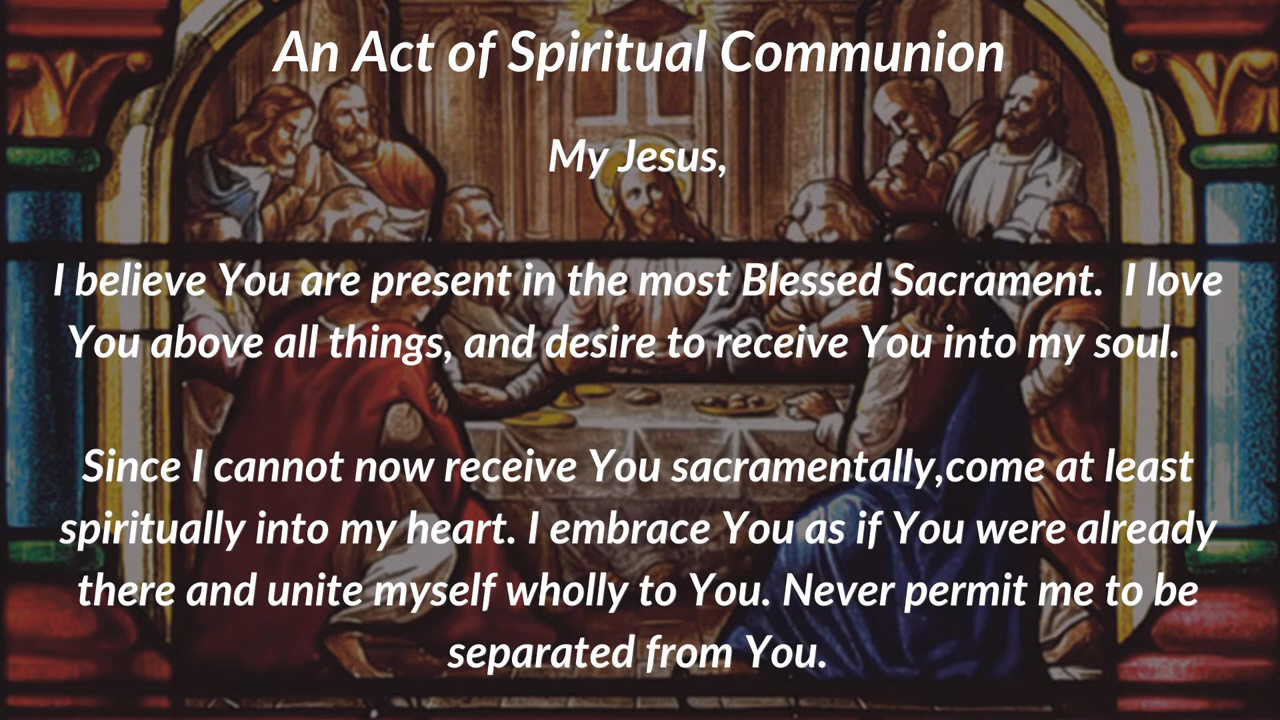 An Act of Spiritual Communion
My Jesus,
I believe You are present in the most Blessed Sacrament.  I love
You above all things, and desire to receive You into my soul.
Since I cannot now receive You sacramentally,come at least
spiritually into my heart. I embrace You as if You were already
there and unite myself wholly to You. Never permit me to be
separated from You.